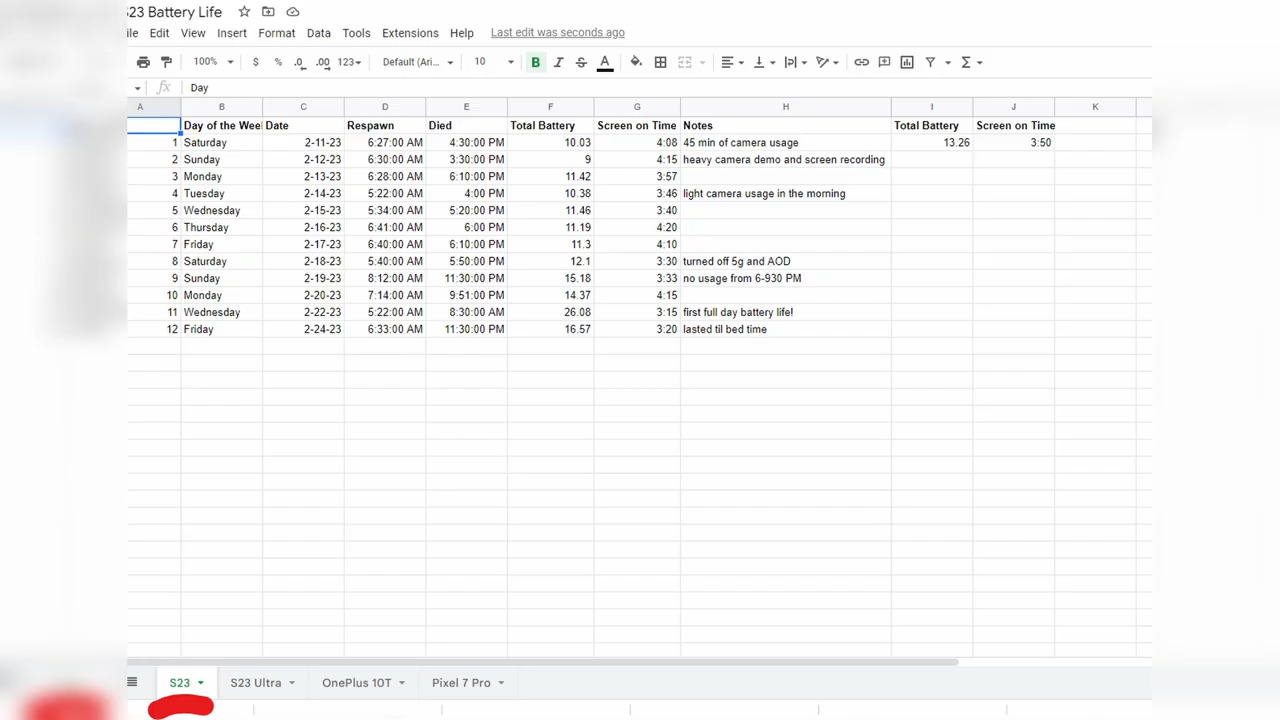 S23 Battery Life
ile Edit View Insert Format Data Tools Extensions Help Last edit was seconds ago
100% $ % .0 .00 123 Default (Ari... 10 B I S A Σ
fx Day
A B C D E F G H I J K
Day of the Wee Date Respawn Died Total Battery Screen on Time Notes Total Battery Screen on Time
1 Saturday 2-11-23 6:27:00 AM 4:30:00 PM 10.03 4:08 45 min of camera usage 13.26 3:50
2 Sunday 2-12-23 6:30:00 AM 3:30:00 PM 9 4:15 heavy camera demo and screen recording
3 Monday 2-13-23 6:28:00 AM 6:10:00 PM 11.42 3:57
4 Tuesday 2-14-23 5:22:00 AM 4:00 PM 10.38 3:46 light camera usage in the morning
5 Wednesday 2-15-23 5:34:00 AM 5:20:00 PM 11.46 3:40
6 Thursday 2-16-23 6:41:00 AM 6:00 PM 11.19 4:20
7 Friday 2-17-23 6:40:00 AM 6:10:00 PM 11.3 4:10
8 Saturday 2-18-23 5:40:00 AM 5:50:00 PM 12.1 3:30 turned off 5g and AOD
9 Sunday 2-19-23 8:12:00 AM 11:30:00 PM 15.18 3:33 no usage from 6-930 PM
10 Monday 2-20-23 7:14:00 AM 9:51:00 PM 14.37 4:15
11 Wednesday 2-22-23 5:22:00 AM 8:30:00 AM 26.08 3:15 first full day battery life!
12 Friday 2-24-23 6:33:00 AM 11:30:00 PM 16.57 3:20 lasted til bed time
S23 S23 Ultra OnePlus 10T Pixel 7 Pro